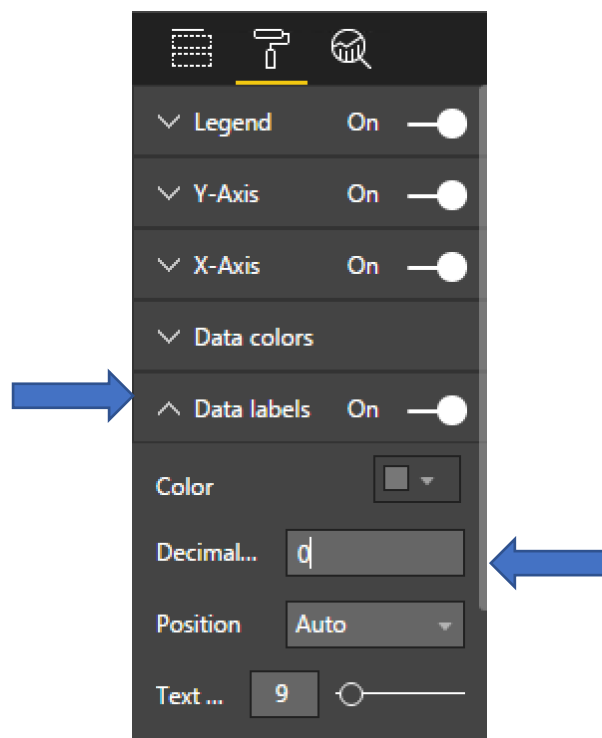 Legend On
Y-Axis On
X-Axis On
Data colors
Data labels On
Color
Decimal... 0
Position Auto
Text ... 9